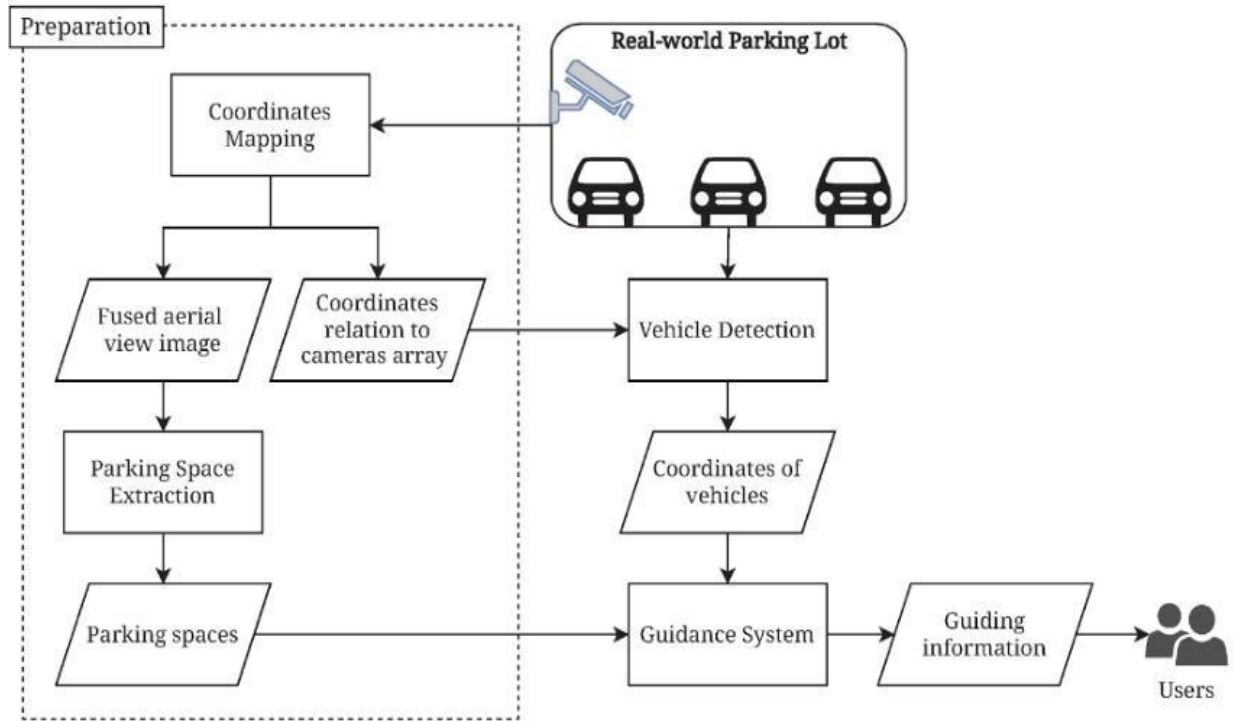 Preparation
Real-world Parking Lot
Coordinates
Mapping
Fused aerial
view image
Coordinates
relation to
cameras array
Vehicle Detection
Parking Space
Extraction
Coordinates of
vehicles
Parking spaces
Guidance System
Guiding
information
Users